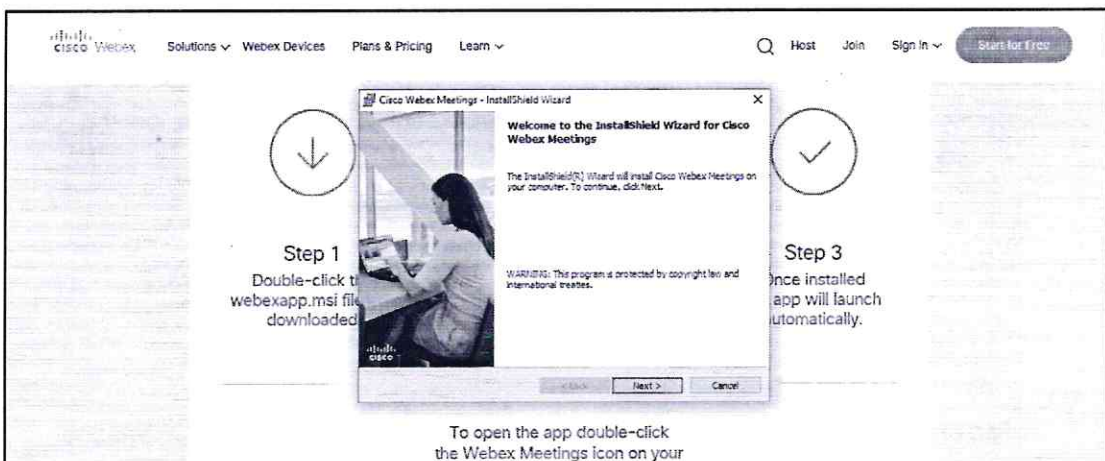 cisco Webex
Solutions Webex Devices Plans & Pricing Learn
Host Join Sign In Start for Free
Cisco Webex Meetings - InstallShield Wizard
Welcome to the InstallShield Wizard for Cisco
Webex Meetings
The InstallShield(R) Wizard will install Cisco Webex Meetings on
your computer. To continue, click Next.
WARNING: This program is protected by copyright law and
international treaties.
cisco
< Back Next > Cancel
Step 1
Double-click t
webexapp.msi file
downloaded
Step 3
Once installed
app will launch
utomatically.
To open the app double-click
the Webex Meetings icon on your